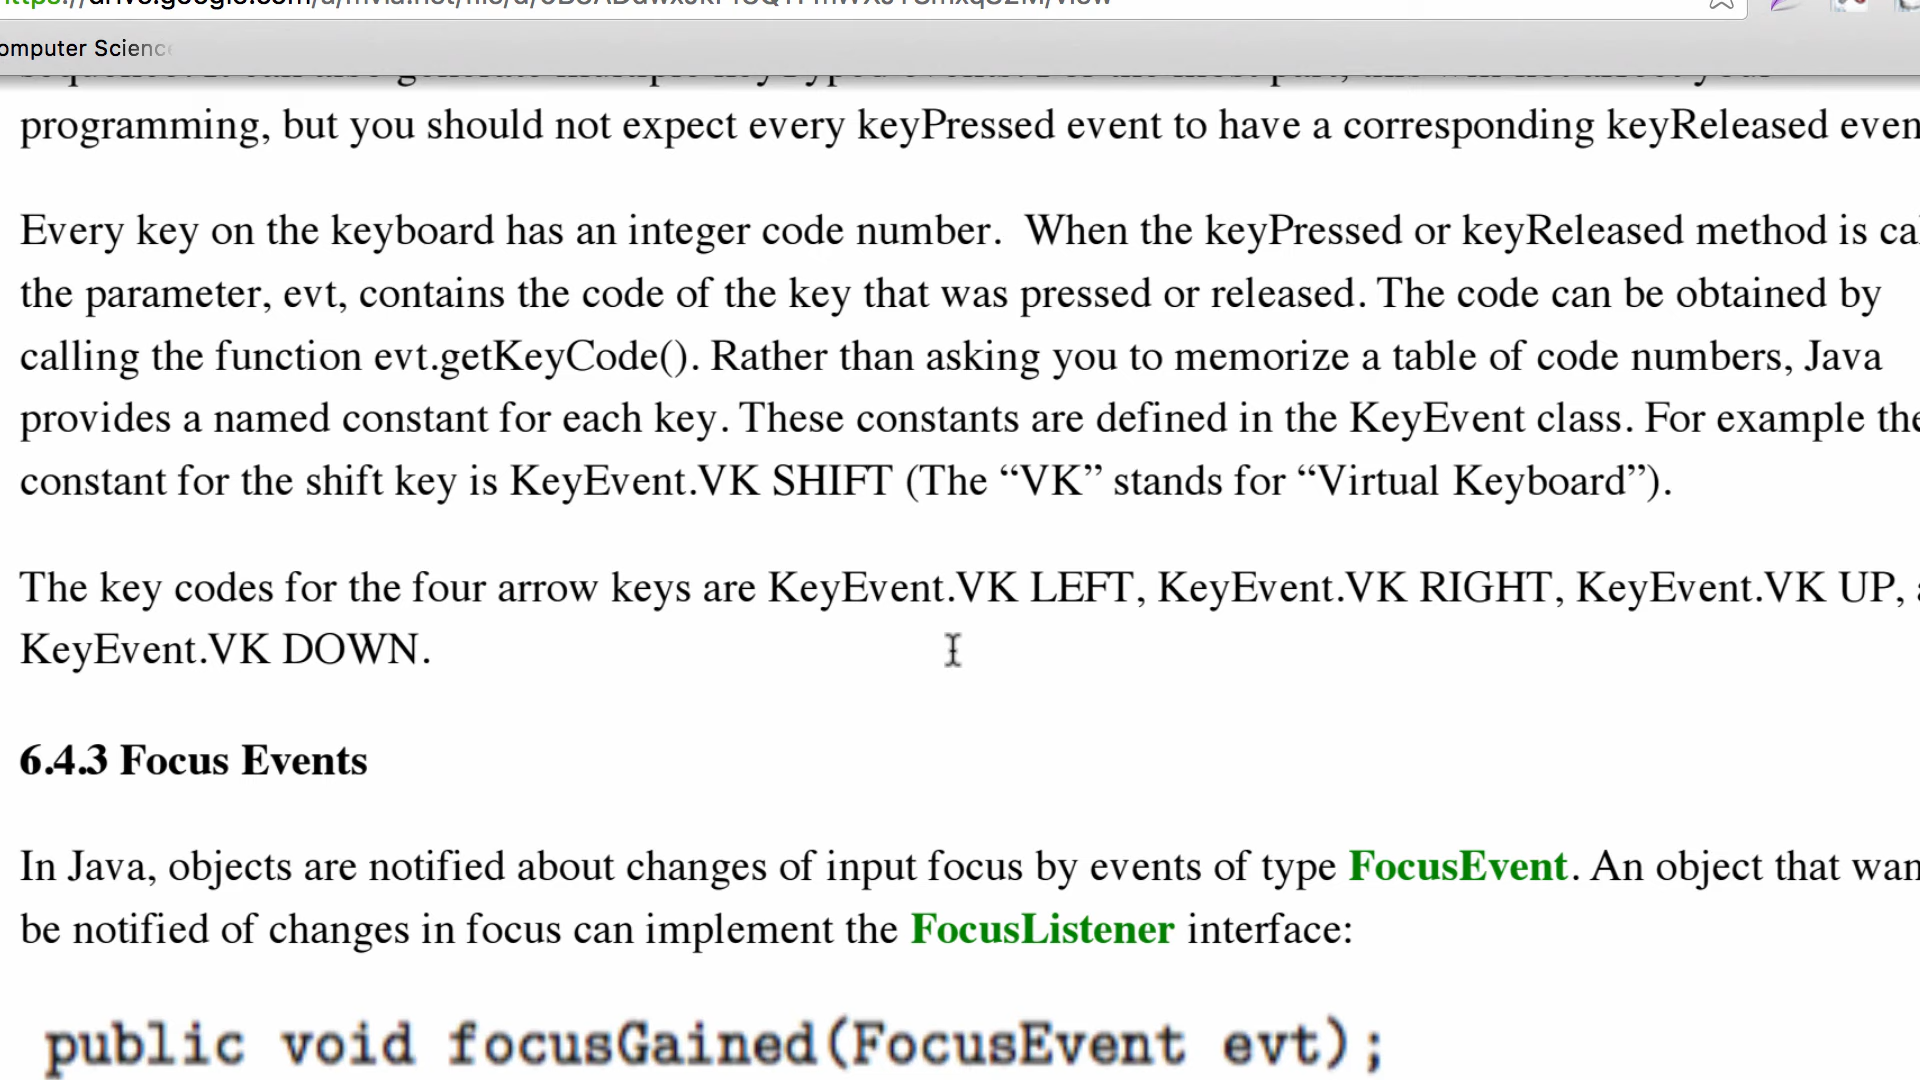 omputer Science
programming, but you should not expect every keyPressed event to have a corresponding keyReleased even
Every key on the keyboard has an integer code number.  When the keyPressed or keyReleased method is ca
the parameter, evt, contains the code of the key that was pressed or released. The code can be obtained by
calling the function evt.getKeyCode(). Rather than asking you to memorize a table of code numbers, Java
provides a named constant for each key. These constants are defined in the KeyEvent class. For example the
constant for the shift key is KeyEvent.VK SHIFT (The “VK” stands for “Virtual Keyboard”).
The key codes for the four arrow keys are KeyEvent.VK LEFT, KeyEvent.VK RIGHT, KeyEvent.VK UP,
KeyEvent.VK DOWN.
6.4.3 Focus Events
In Java, objects are notified about changes of input focus by events of type FocusEvent. An object that wan
be notified of changes in focus can implement the FocusListener interface:
public void focusGained(FocusEvent evt);